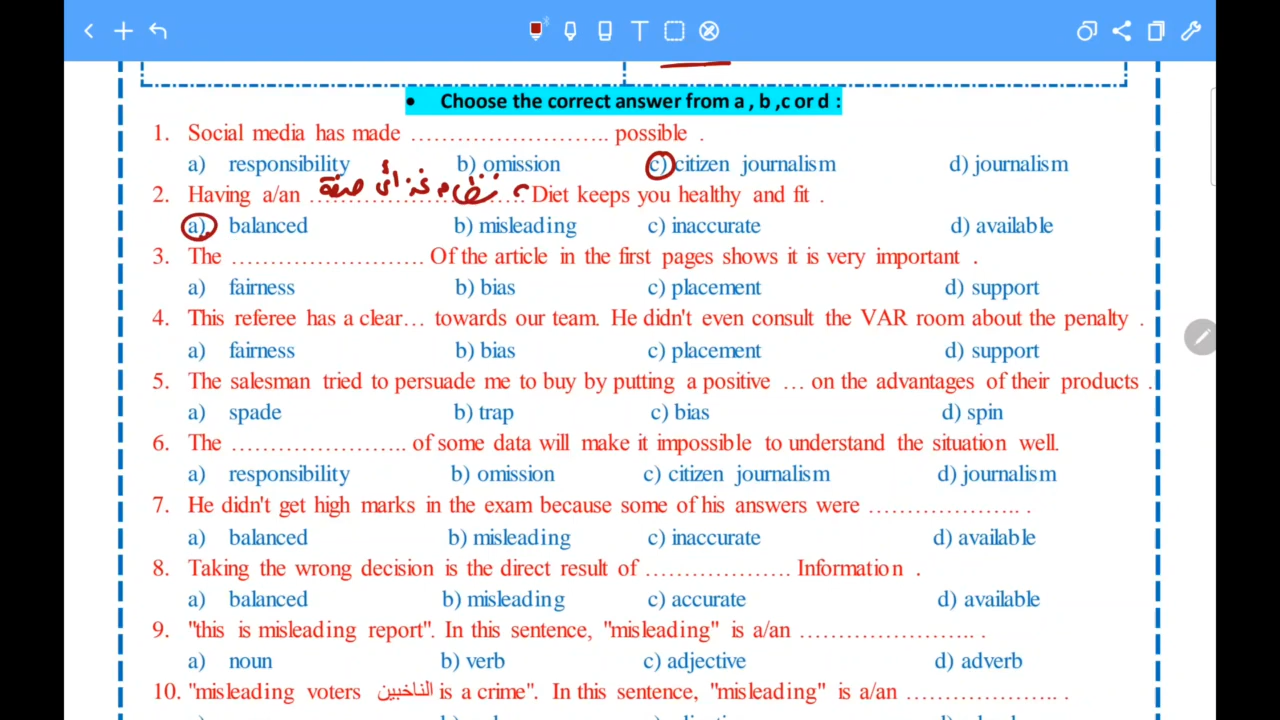 • Choose the correct answer from a , b ,c or d :
1. Social media has made ............................ possible .
a) responibility b) omission c) citizen journalism d) journalism
2. Having a/an ............................ Diet keeps you healthy and fit .
نظام غذائى
a) balanced b) misleading c) inaccurate d) available
3. The ............................ Of the article in the first pages shows it is very important .
a) fairness b) bias c) placement d) support
4. This referee has a clear… towards our team. He didn't even consult the VAR room about the penalty .
a) fairness b) bias c) placement d) support
5. The salesman tried to persuade me to buy by putting a positive … on the advantages of their products .
a) spade b) trap c) bias d) spin
6. The ......................... of some data will make it impossible to understand the situation well.
a) responsibility b) omission c) citizen journalism d) journalism
7. He didn't get high marks in the exam because some of his answers were ...................... .
a) balanced b) misleading c) inaccurate d) available
8. Taking the wrong decision is the direct result of ..................... Information .
a) balanced b) misleading c) accurate d) available
9. "this is misleading report". In this sentence, "misleading" is a/an ........................ .
a) noun b) verb c) adjective d) adverb
10. "misleading voters الناخبين is a crime". In this sentence, "misleading" is a/an ...................... .